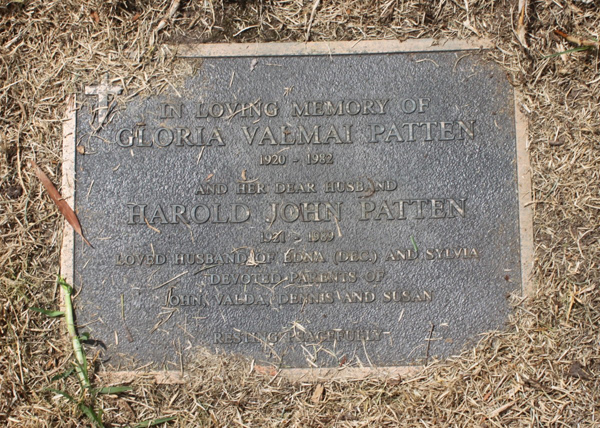 IN LOVING MEMORY OF
GLORIA VALMAI PATTEN
1920 - 1982
AND HER DEAR HUSBAND
HAROLD JOHN PATTEN
LOVED HUSBAND OF EDNA (DEC.) AND SYLVIA
DEVOTED PARENTS OF
JOHN, VALDA, DENNIS AND SUSAN
RESTING PEACEFULLY